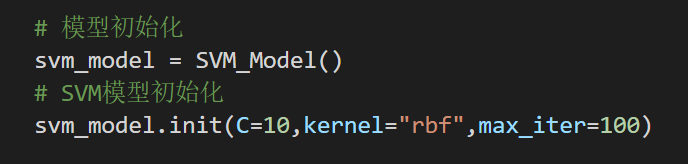 # 模型初始化
svm_model = SVM_Model()
# SVM模型初始化
svm_model.init(C=10,kernel="rbf",max_iter=100)